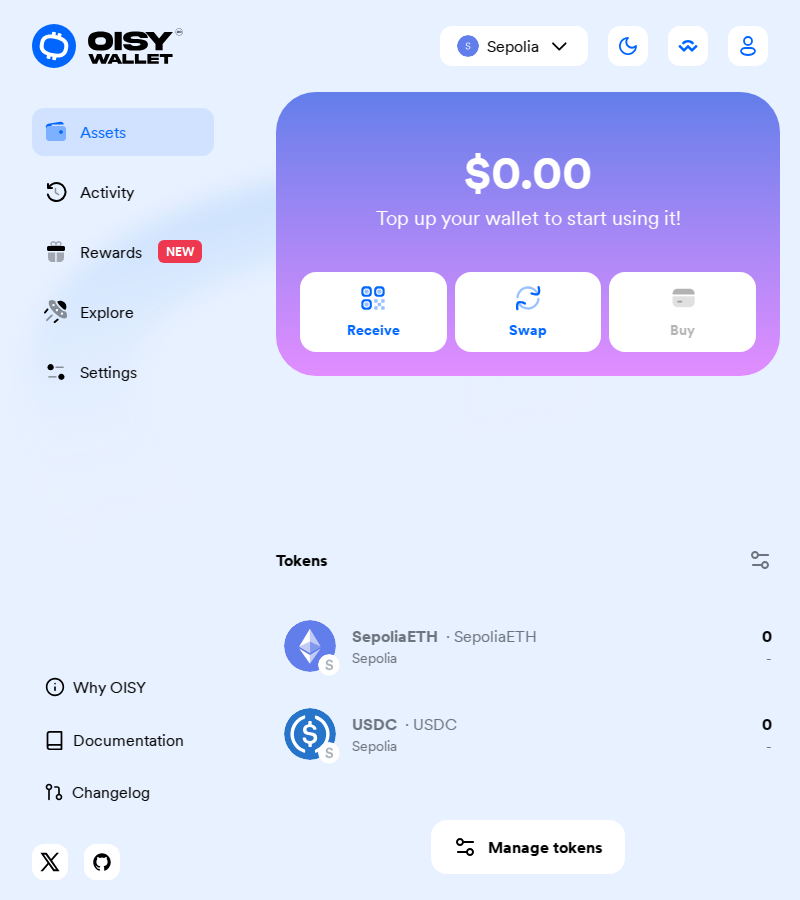 OISY
WALLET
Sepolia
Assets
Activity
Rewards NEW
Explore
Settings
$0.00
Top up your wallet to start using it!
Receive
Swap
Buy
Tokens
SepoliaETH · SepoliaETH
0
Sepolia
-
S
USDC · USDC
0
Sepolia
-
S
Why OISY
Documentation
Changelog
Manage tokens